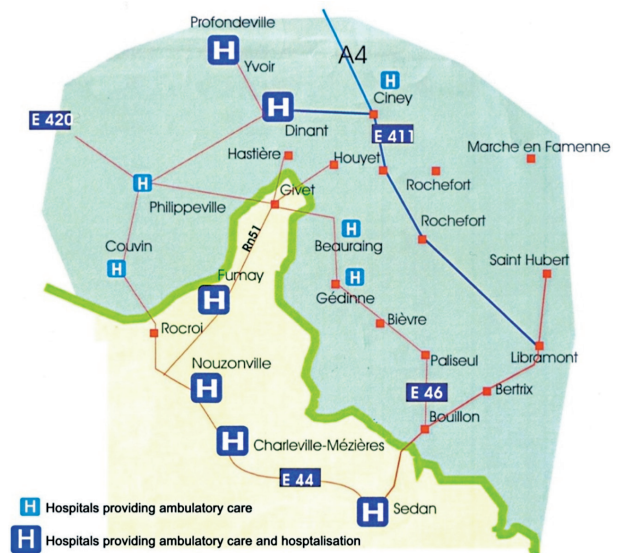 Profondeville
H
Yvoir
A4
H
Ciney
E 420
H
Dinant
E 411
Hastière
Houyet
Marche en Famenne
H
Rochefort
Philippeville
Givet
Rochefort
Rn51
H
Beauraing
Couvin
H
Saint Hubert
Fumay
H
H
Gédinne
Rocroi
Bièvre
Nouzonville
H
Paliseul
Libramont
E 46
Bertrix
Bouillon
H
Charleville-Mézières
E 44
H
Sedan
H Hospitals providing ambulatory care
H Hospitals providing ambulatory care and hosptalisation